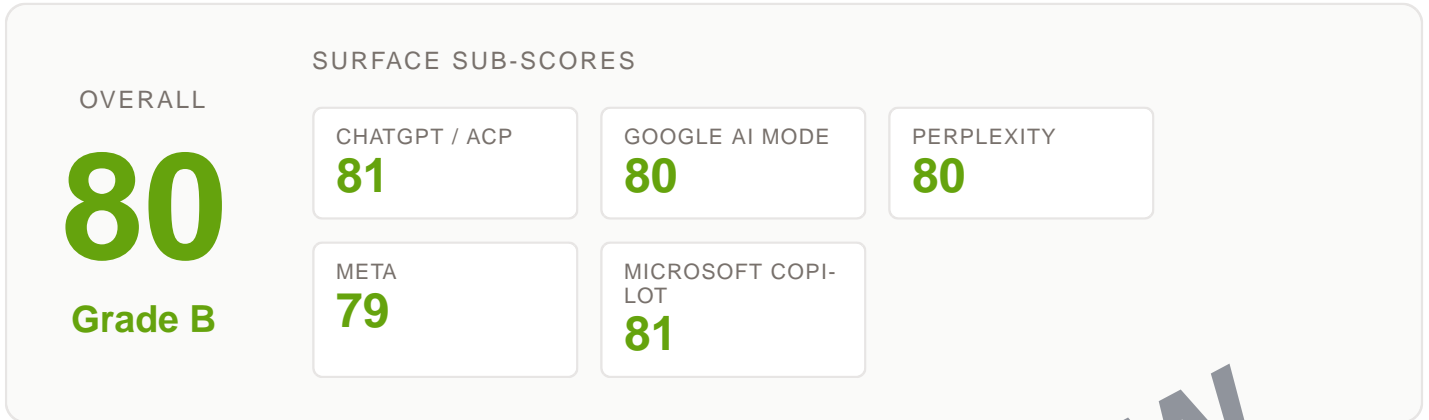 SURFACE SUB-SCORES
OVERALL
80
Grade B
CHATGPT / ACP
81
GOOGLE AI MODE
80
PERPLEXITY
80
META
79
MICROSOFT COPI-
LOT
81